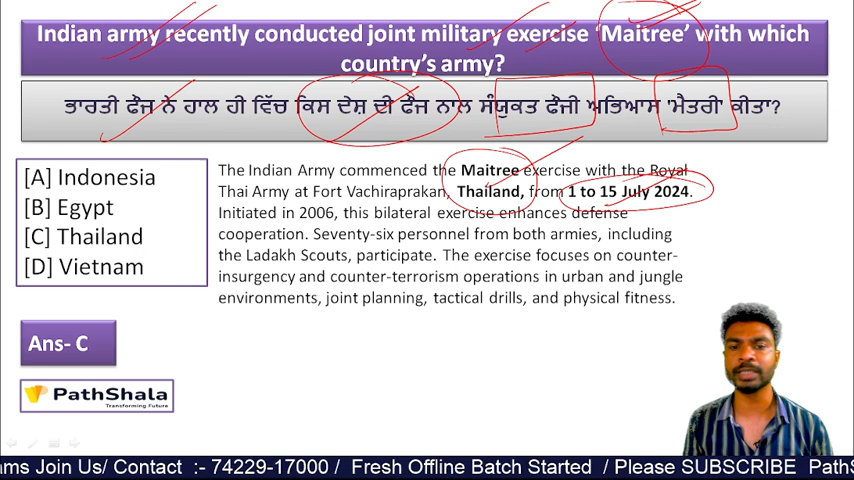 Indian army recently conducted joint military exercise ‘Maitree’ with which
country’s army?
ਭਾਰਤੀ ਫੌਜ ਨੇ ਹਾਲ ਹੀ ਵਿੱਚ ਕਿਸ ਦੇਸ਼ ਦੀ ਫੌਜ ਨਾਲ ਸੰਯੁਕਤ ਫੌਜੀ ਅਭਿਆਸ 'ਮੈਤਰੀ' ਕੀਤਾ?
[A] Indonesia
[B] Egypt
[C] Thailand
[D] Vietnam
The Indian Army commenced the Maitree exercise with the Royal
Thai Army at Fort Vachiraprakan, Thailand, from 1 to 15 July 2024.
Initiated in 2006, this bilateral exercise enhances defense
cooperation. Seventy-six personnel from both armies, including
the Ladakh Scouts, participate. The exercise focuses on counter-
insurgency and counter-terrorism operations in urban and jungle
environments, joint planning, tactical drills, and physical fitness.
Ans- C
PathShala
Transforming Future
ms Join Us/ Contact :- 74229-17000 / Fresh Offline Batch Started / Please SUBSCRIBE PathS